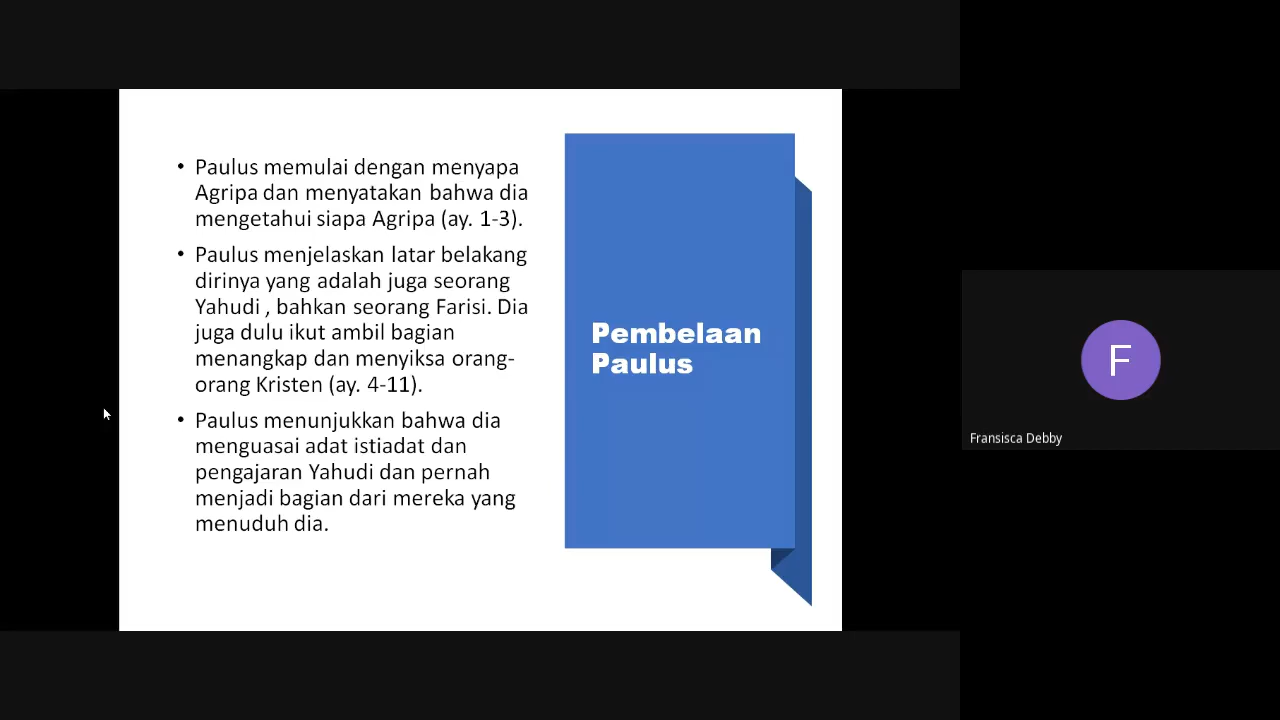 • Paulus memulai dengan menyapa
Agripa dan menyatakan bahwa dia
mengetahui siapa Agripa (ay. 1-3).
• Paulus menjelaskan latar belakang
dirinya yang adalah juga seorang
Yahudi , bahkan seorang Farisi. Dia
juga dulu ikut ambil bagian
menangkap dan menyiksa orang-
orang Kristen (ay. 4-11).
• Paulus menunjukkan bahwa dia
menguasai adat istiadat dan
pengajaran Yahudi dan pernah
menjadi bagian dari mereka yang
menuduh dia.
Pembelaan
Paulus
F
Fransisca Debby